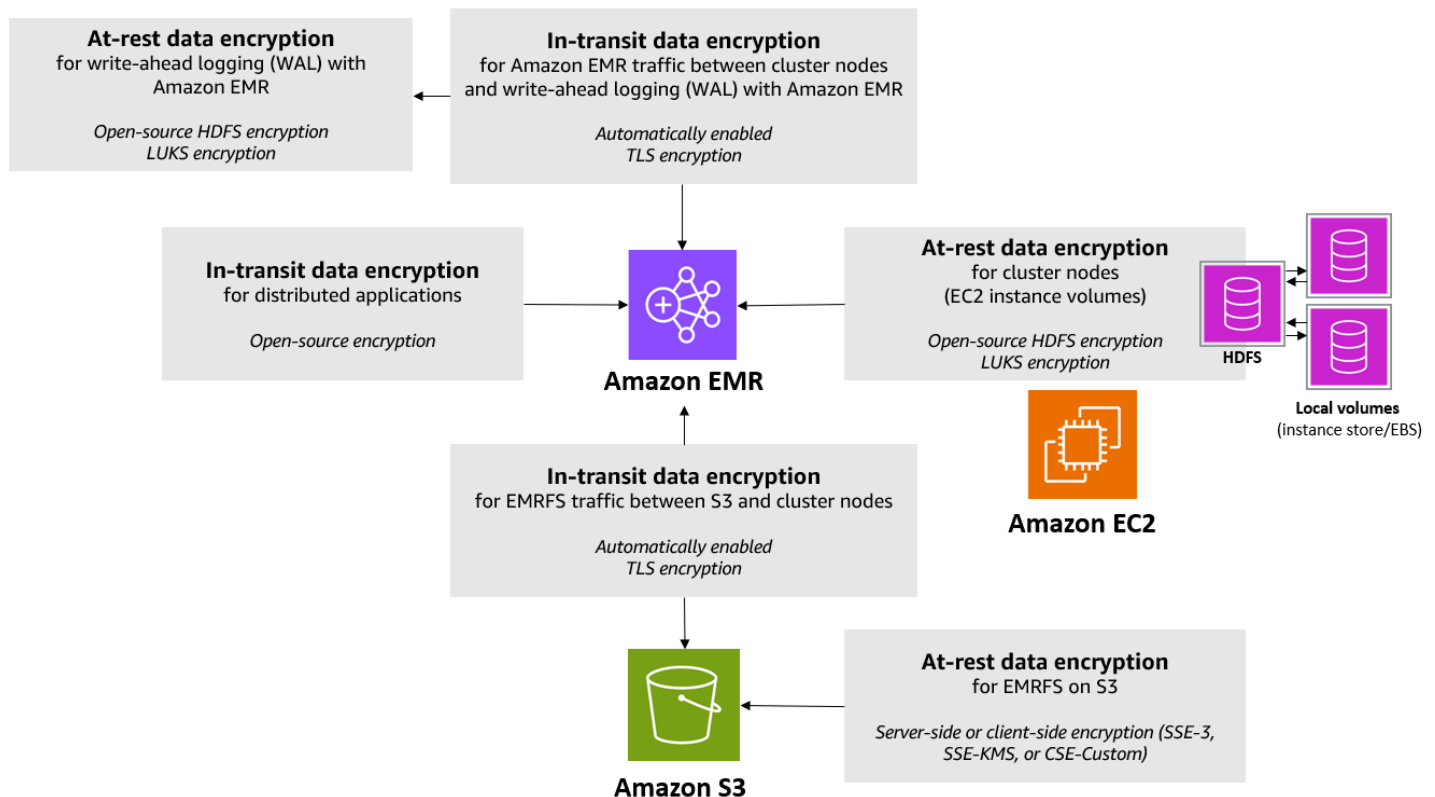 At-rest data encryption
for write-ahead logging (WAL) with
Amazon EMR
Open-source HDFS encryption
LUKS encryption
In-transit data encryption
for Amazon EMR traffic between cluster nodes
and write-ahead logging (WAL) with Amazon EMR
Automatically enabled
TLS encryption
In-transit data encryption
for distributed applications
Open-source encryption
Amazon EMR
At-rest data encryption
for cluster nodes
(EC2 instance volumes)
Open-source HDFS encryption
LUKS encryption
HDFS
Local volumes
(instance store/EBS)
Amazon EC2
In-transit data encryption
for EMRFS traffic between S3 and cluster nodes
Automatically enabled
TLS encryption
Amazon S3
At-rest data encryption
for EMRFS on S3
Server-side or client-side encryption (SSE-3,
SSE-KMS, or CSE-Custom)